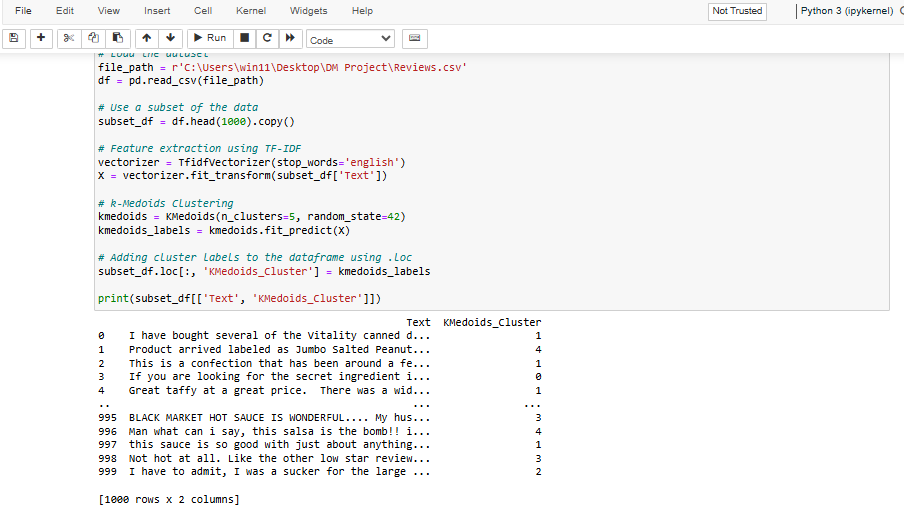 File Edit View Insert Cell Kernel Widgets Help Not Trusted Python 3 (ipykernel)
Run Code
# Load the dataset
file_path = r'C:\Users\win11\Desktop\DM Project\Reviews.csv'
df = pd.read_csv(file_path)
# Use a subset of the data
subset_df = df.head(1000).copy()
# Feature extraction using TF-IDF
vectorizer = TfidfVectorizer(stop_words='english')
X = vectorizer.fit_transform(subset_df['Text'])
# k-Medoids Clustering
kmedoids = KMedoids(n_clusters=5, random_state=42)
kmedoids_labels = kmedoids.fit_predict(X)
# Adding cluster labels to the dataframe using .loc
subset_df.loc[:, 'KMedoids_Cluster'] = kmedoids_labels
print(subset_df[['Text', 'KMedoids_Cluster']])
Text KMedoids_Cluster
0 I have bought several of the Vitality canned d... 1
1 Product arrived labeled as Jumbo Salted Peanut... 4
2 This is a confection that has been around a fe... 1
3 If you are looking for the secret ingredient i... 0
4 Great taffy at a great price. There was a wid... 1
.. ... ...
995 BLACK MARKET HOT SAUCE IS WONDERFUL.... My hus... 3
996 Man what can i say, this salsa is the bomb!! i... 4
997 this sauce is so good with just about anything... 1
998 Not hot at all. Like the other low star review... 3
999 I have to admit, I was a sucker for the large ... 2
[1000 rows x 2 columns]